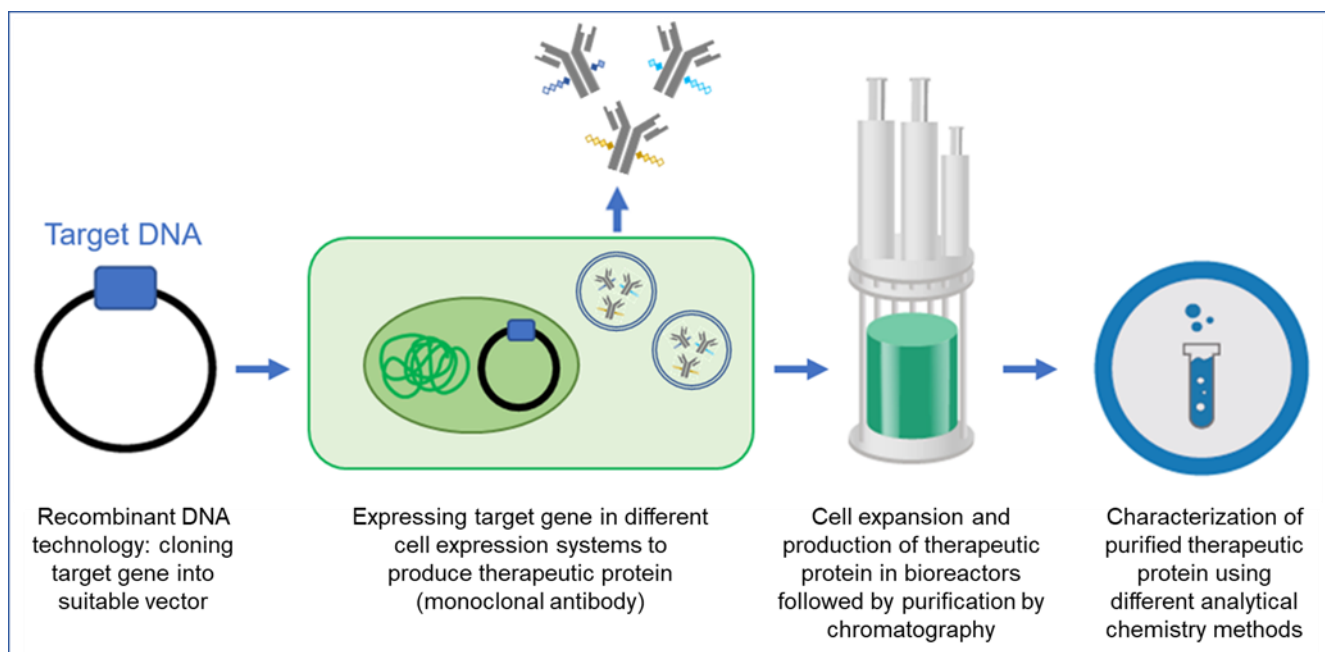 Target DNA
Recombinant DNA
technology: cloning
target gene into
suitable vector
Expressing target gene in different
cell expression systems to
produce therapeutic protein
(monoclonal antibody)
Cell expansion and
production of therapeutic
protein in bioreactors
followed by purification by
chromatography
Characterization of
purified therapeutic
protein using
different analytical
chemistry methods